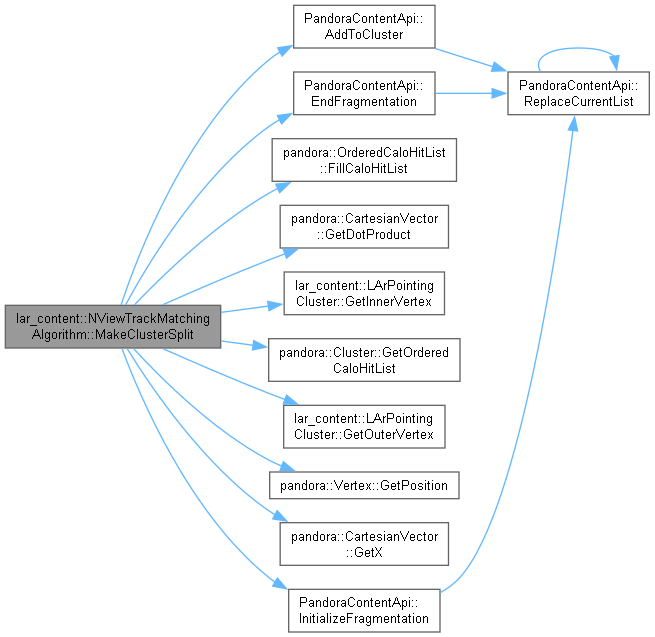 PandoraContentApi::
AddToCluster
PandoraContentApi::
EndFragmentation
PandoraContentApi::
ReplaceCurrentList
pandora::OrderedCaloHitList
::FillCaloHitList
pandora::CartesianVector
::GetDotProduct
lar_content::LArPointing
Cluster::GetInnerVertex
lar_content::NViewTrackMatching
Algorithm::MakeClusterSplit
pandora::Cluster::GetOrdered
CaloHitList
lar_content::LArPointing
Cluster::GetOuterVertex
pandora::Vertex::GetPosition
pandora::CartesianVector
::GetX
PandoraContentApi::
InitializeFragmentation